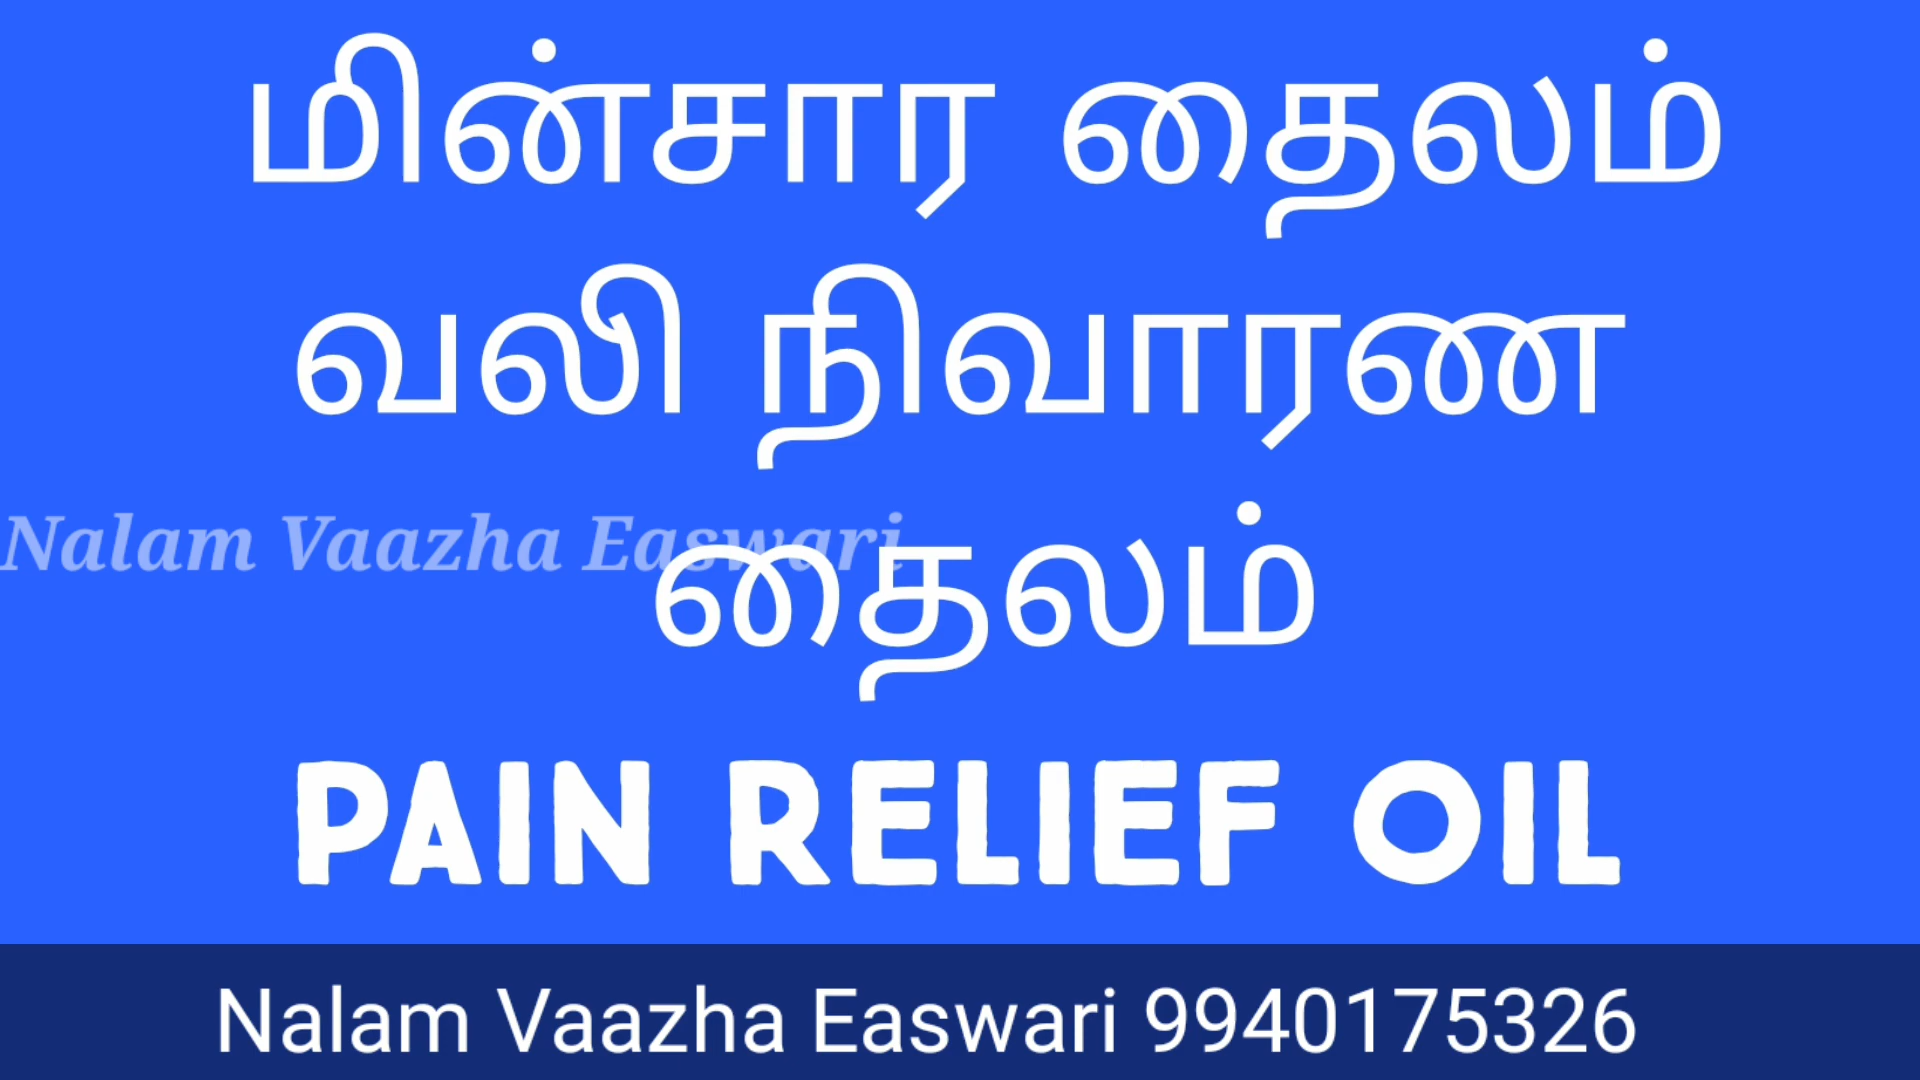 மின்சார தைலம்
வலி நிவாரண
Nalam Vaazha Easwari
தைலம்
PAIN RELIEF OIL
Nalam Vaazha Easwari 9940175326